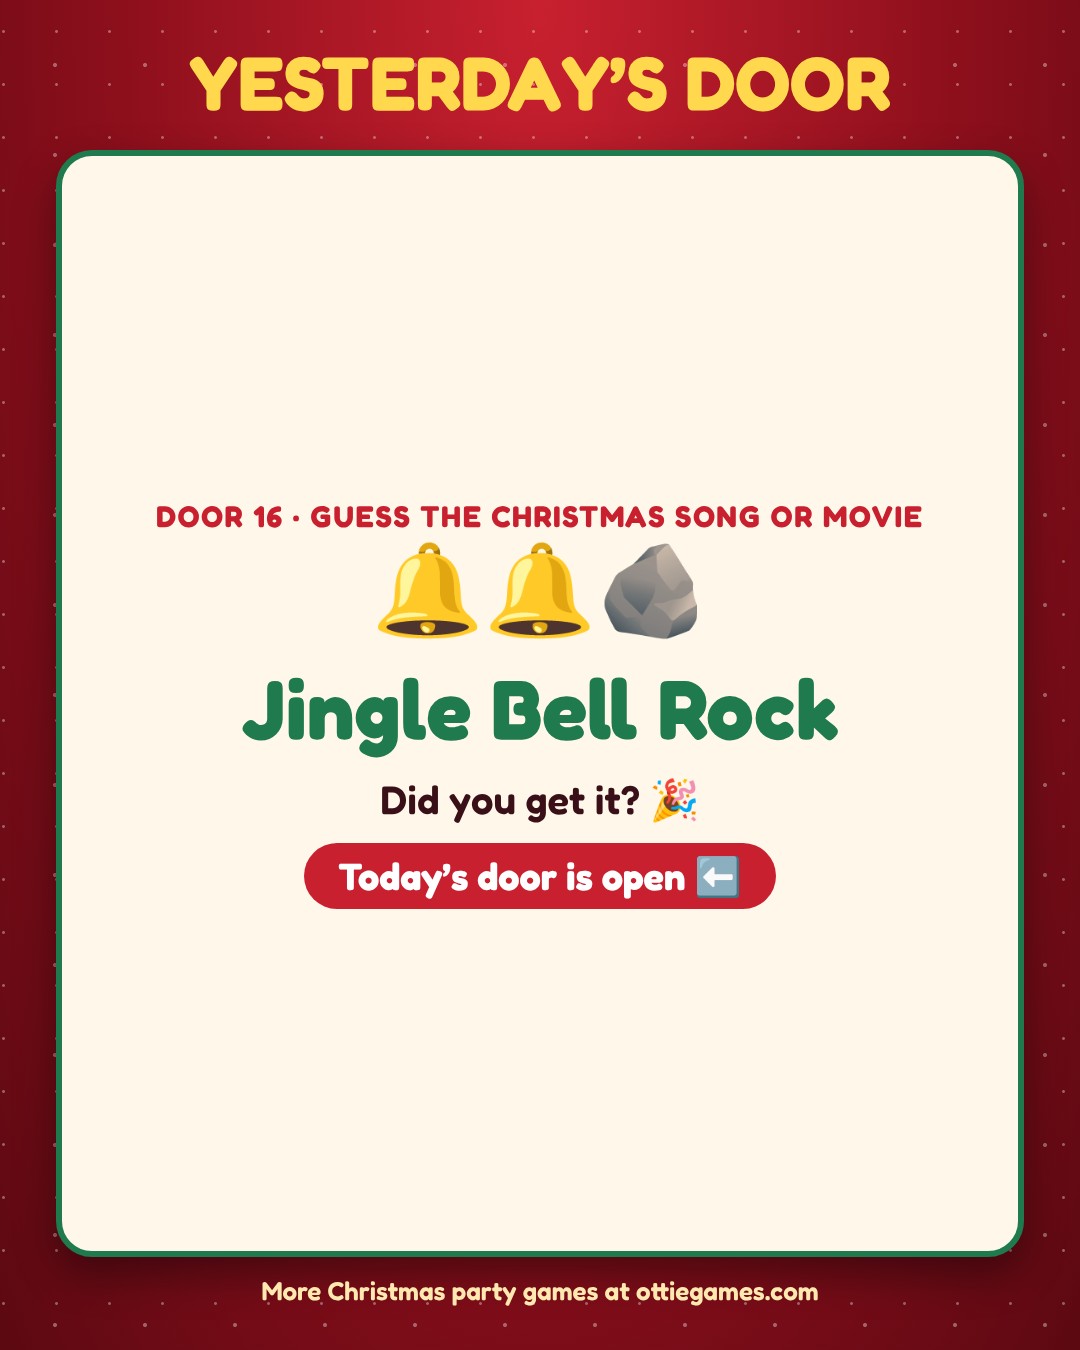 YESTERDAY’S DOOR
DOOR 16 · GUESS THE CHRISTMAS SONG OR MOVIE
Jingle Bell Rock
Did you get it? 🎉
Today’s door is open ⬅️
More Christmas party games at ottiegames.com